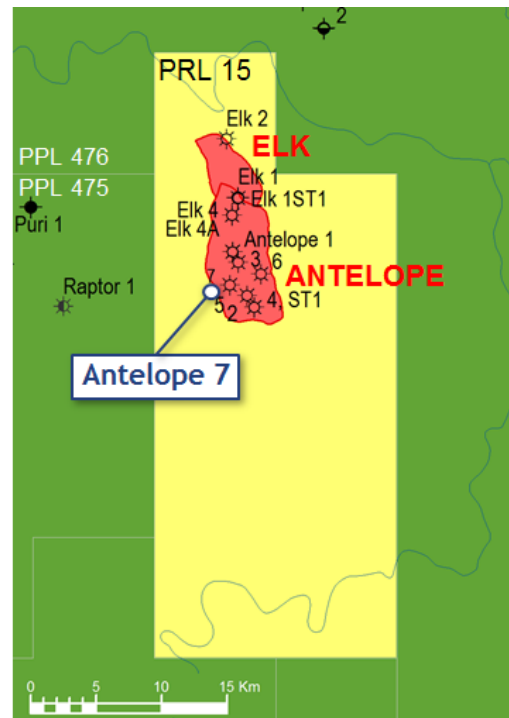 2
PRL 15
Elk 2
ELK
PPL 476
PPL 475
Elk 1
Elk 1ST1
Elk 4
Elk 4A
Puri 1
Antelope 1
3 6
ANTELOPE
7
Raptor 1
5 2 4, ST1
Antelope 7
0 5 10 15 Km